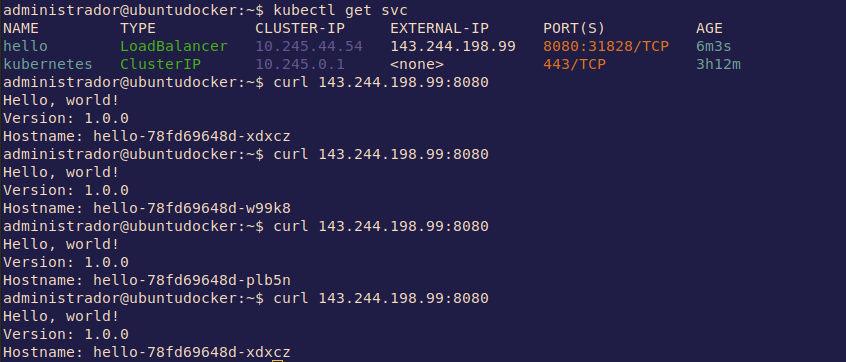 administrador@ubuntudocker:~$ kubectl get svc
NAME         TYPE           CLUSTER-IP     EXTERNAL-IP      PORT(S)          AGE
hello        LoadBalancer   10.245.44.54   143.244.198.99   8080:31828/TCP   6m3s
kubernetes   ClusterIP      10.245.0.1     <none>           443/TCP          3h12m
administrador@ubuntudocker:~$ curl 143.244.198.99:8080
Hello, world!
Version: 1.0.0
Hostname: hello-78fd69648d-xdxcz
administrador@ubuntudocker:~$ curl 143.244.198.99:8080
Hello, world!
Version: 1.0.0
Hostname: hello-78fd69648d-w99k8
administrador@ubuntudocker:~$ curl 143.244.198.99:8080
Hello, world!
Version: 1.0.0
Hostname: hello-78fd69648d-plb5n
administrador@ubuntudocker:~$ curl 143.244.198.99:8080
Hello, world!
Version: 1.0.0
Hostname: hello-78fd69648d-xdxcz